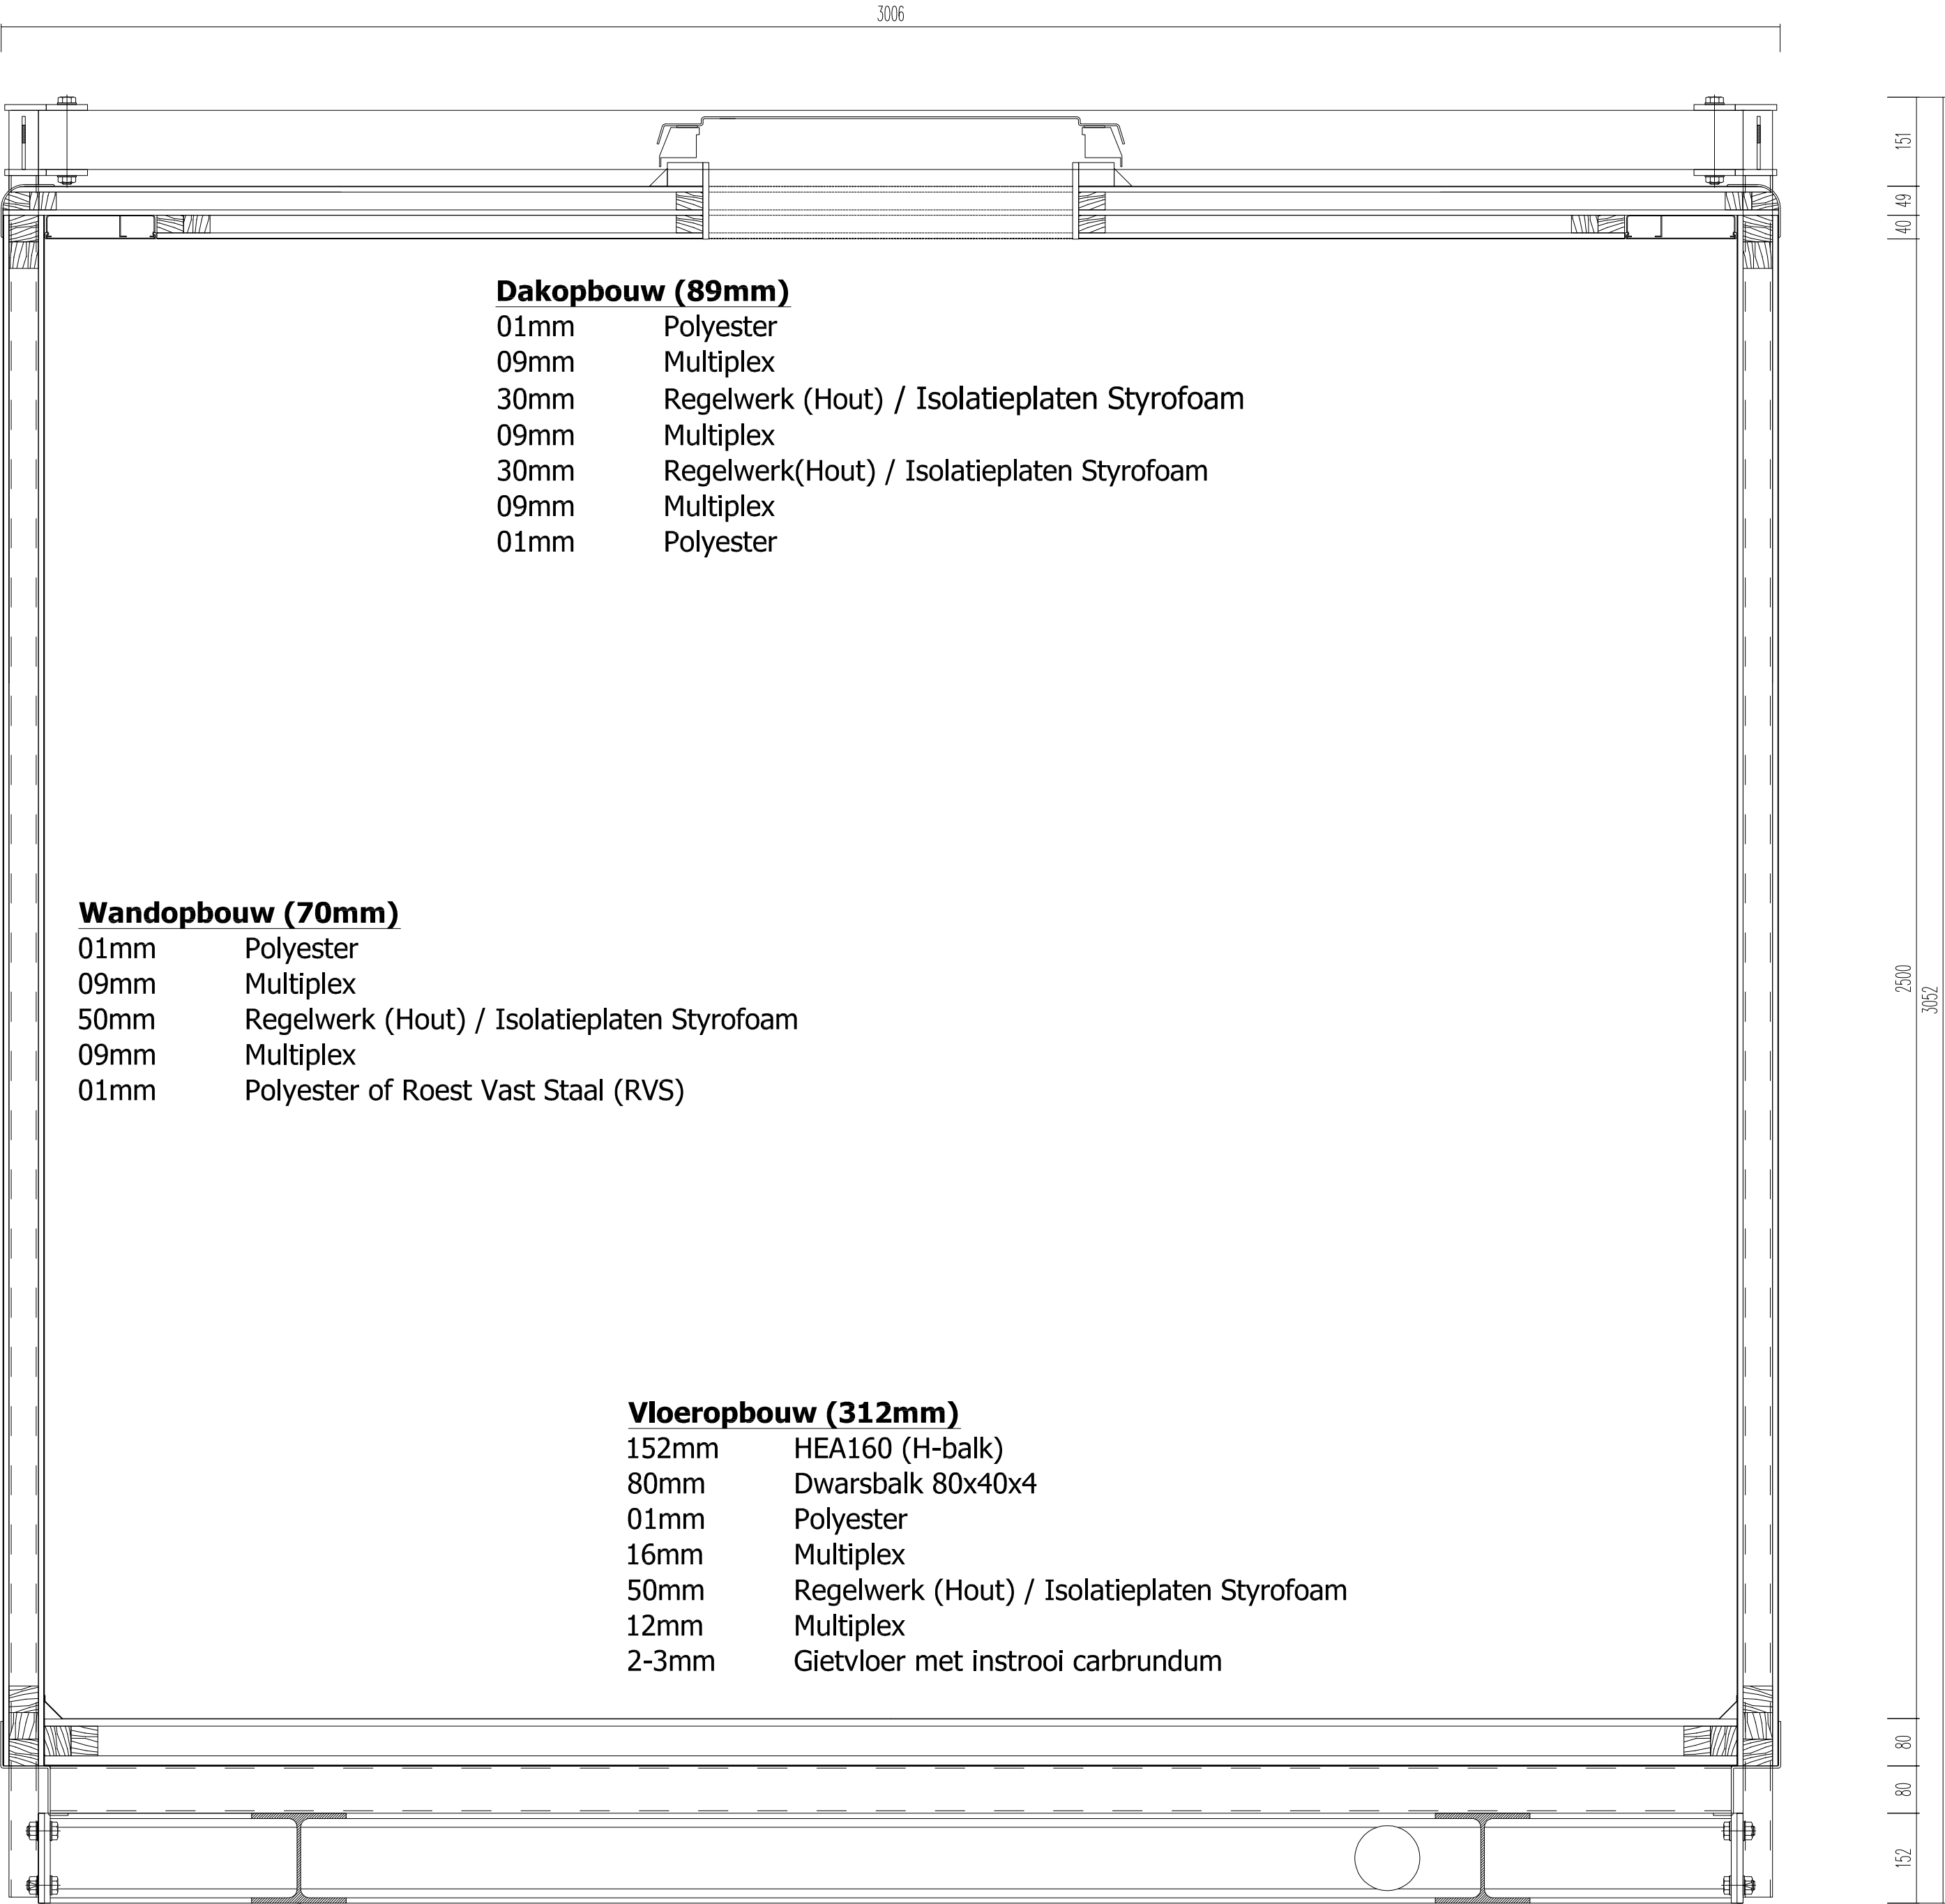 3006
151
49
40
Dakopbouw (89mm)
01mm Polyester
09mm Multiplex
30mm Regelwerk (Hout) / Isolatieplaten Styrofoam
09mm Multiplex
30mm Regelwerk(Hout) / Isolatieplaten Styrofoam
09mm Multiplex
01mm Polyester
Wandopbouw (70mm)
01mm Polyester
09mm Multiplex
50mm Regelwerk (Hout) / Isolatieplaten Styrofoam
09mm Multiplex
01mm Polyester of Roest Vast Staal (RVS)
2500
3052
Vloeropbouw (312mm)
152mm HEA160 (H-balk)
80mm Dwarsbalk 80x40x4
01mm Polyester
16mm Multiplex
50mm Regelwerk (Hout) / Isolatieplaten Styrofoam
12mm Multiplex
2-3mm Gietvloer met instrooi carbrundum
80
80
152